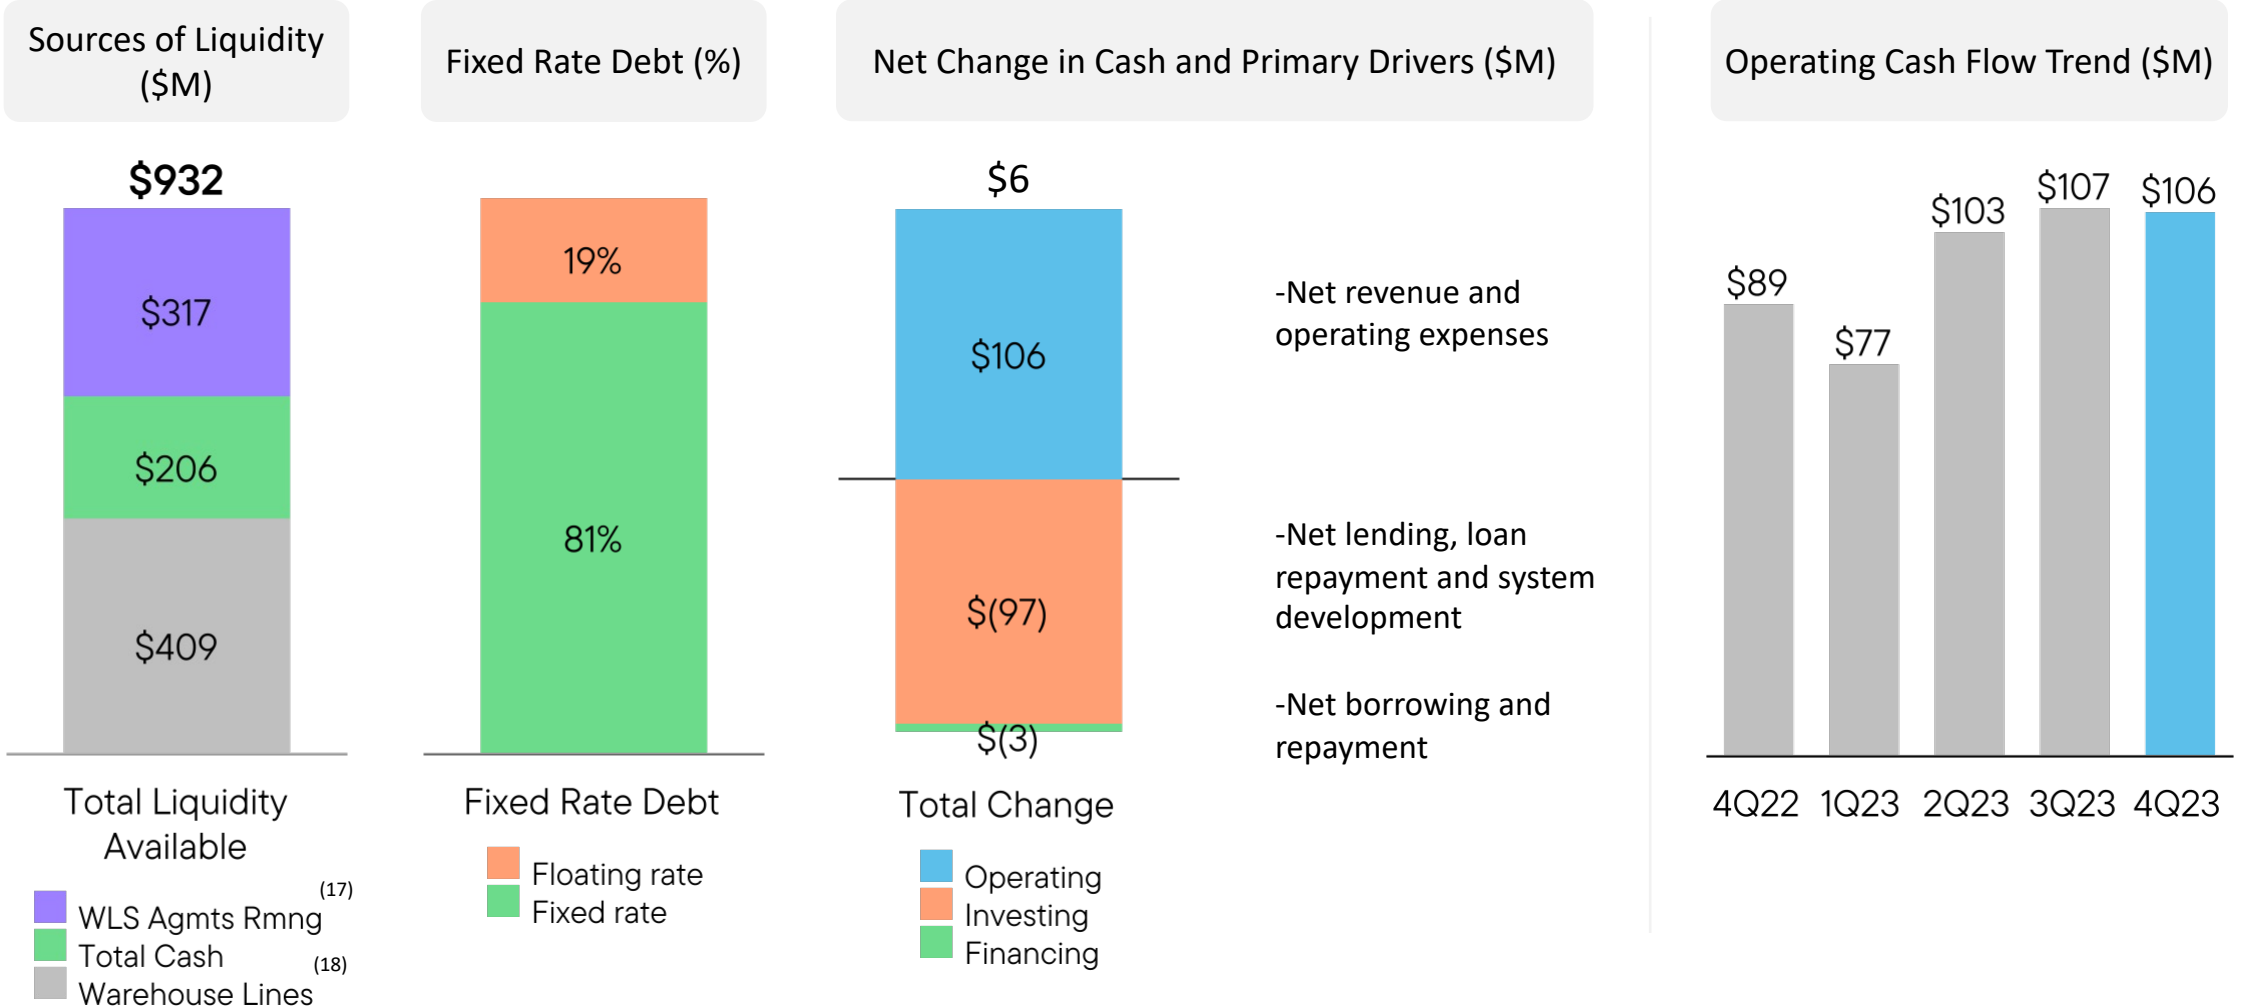 Sources of Liquidity
($M)
$932
$317
$206
$409
Total Liquidity
Available
WLS Agmts Rmng (17)
Total Cash
Warehouse Lines (18)
Fixed Rate Debt (%)
19%
81%
Fixed Rate Debt
Floating rate
Fixed rate
Net Change in Cash and Primary Drivers ($M)
$6
$106
$(97)
$(3)
Total Change
Operating
Investing
Financing
-Net revenue and
operating expenses
-Net lending, loan
repayment and system
development
-Net borrowing and
repayment
Operating Cash Flow Trend ($M)
$89
$77
$103
$107
$106
4Q22 1Q23 2Q23 3Q23 4Q23